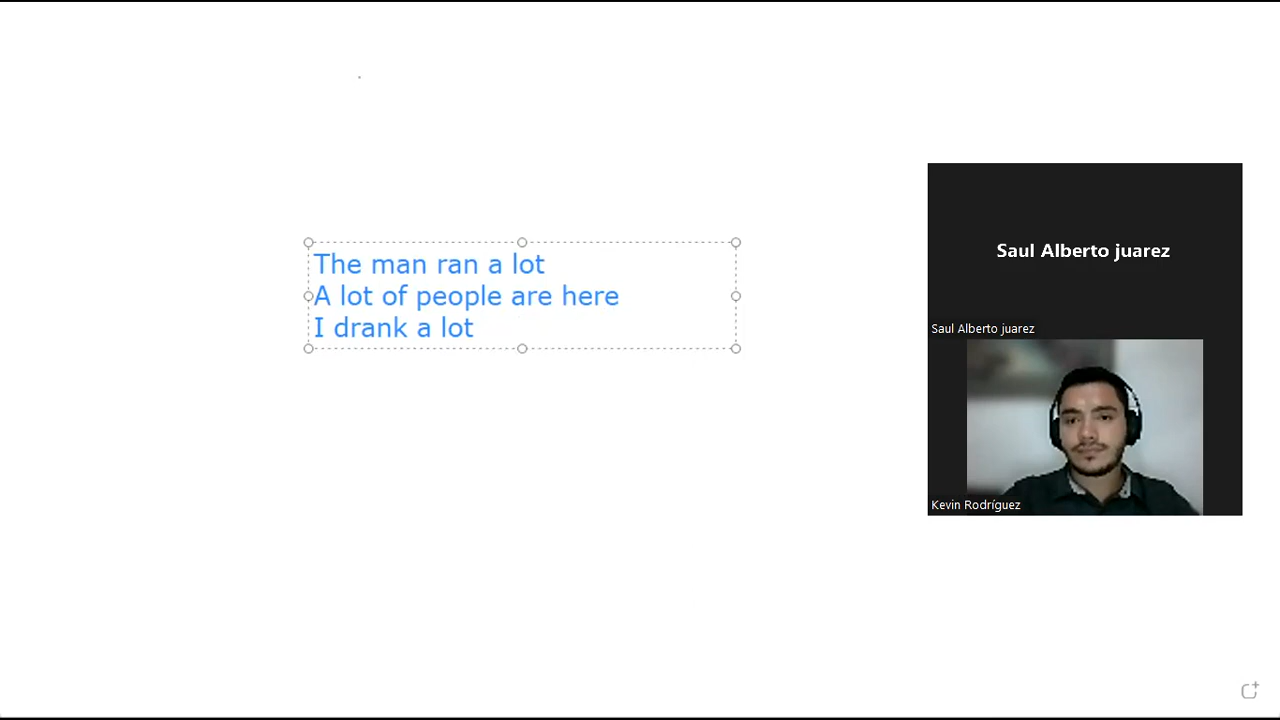 The man ran a lot
A lot of people are here
I drank a lot
Saul Alberto juarez
Saul Alberto juarez
Kevin Rodríguez